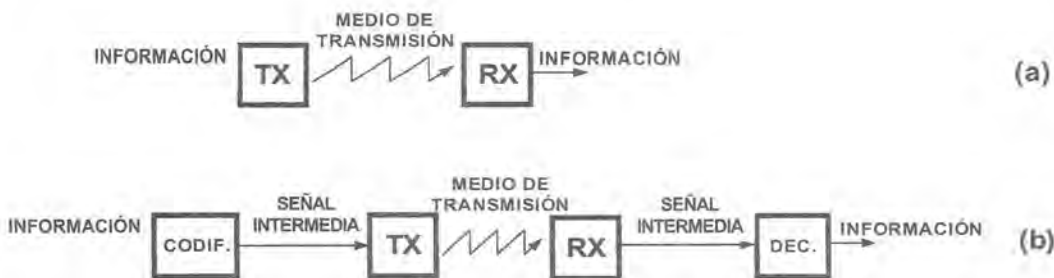 MEDIO DE
TRANSMISIÓN
INFORMACIÓN
TX
RX
INFORMACIÓN
(a)
MEDIO DE
TRANSMISIÓN
SEÑAL
INTERMEDIA
SEÑAL
INTERMEDIA
INFORMACIÓN
CODIF.
TX
RX
DEC.
INFORMACIÓN
(b)